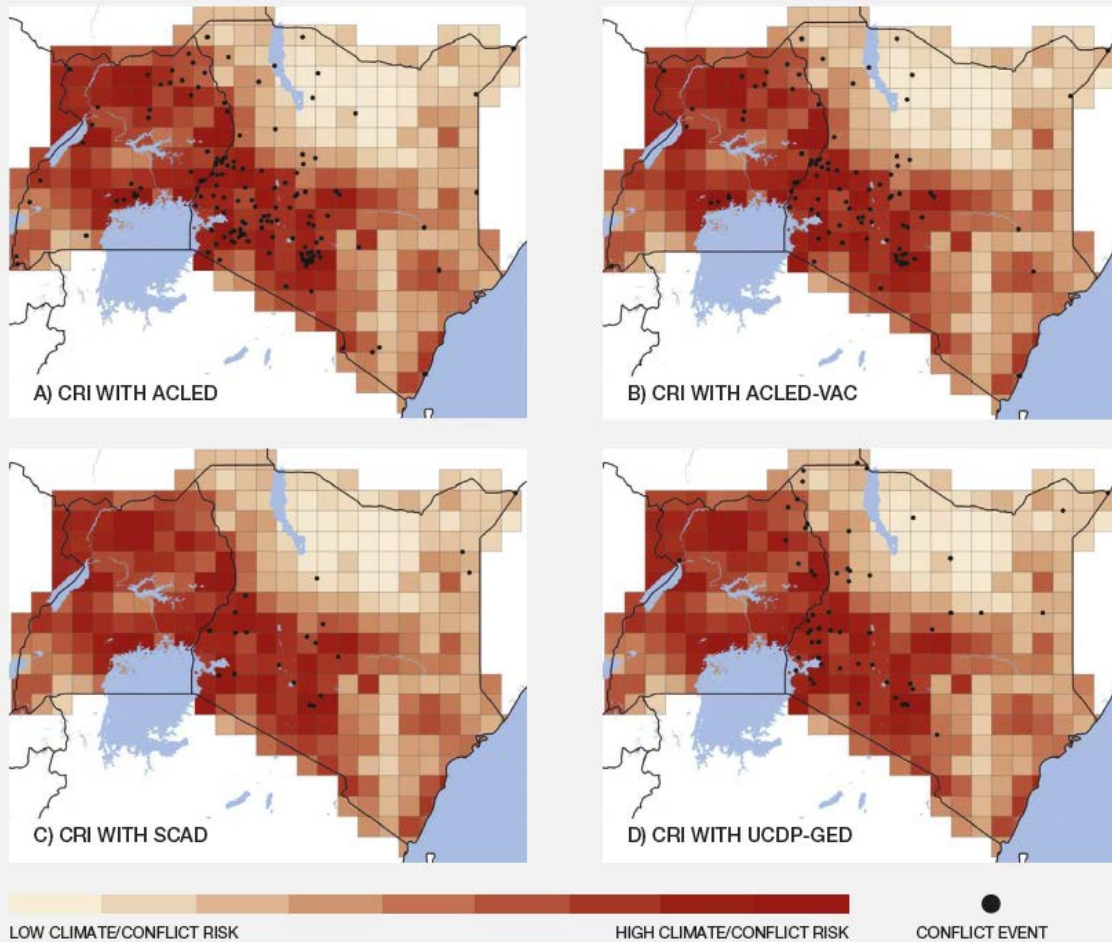 A) CRI WITH ACLED
B) CRI WITH ACLED-VAC
C) CRI WITH SCAD
D) CRI WITH UCDP-GED
LOW CLIMATE/CONFLICT RISK
HIGH CLIMATE/CONFLICT RISK
CONFLICT EVENT